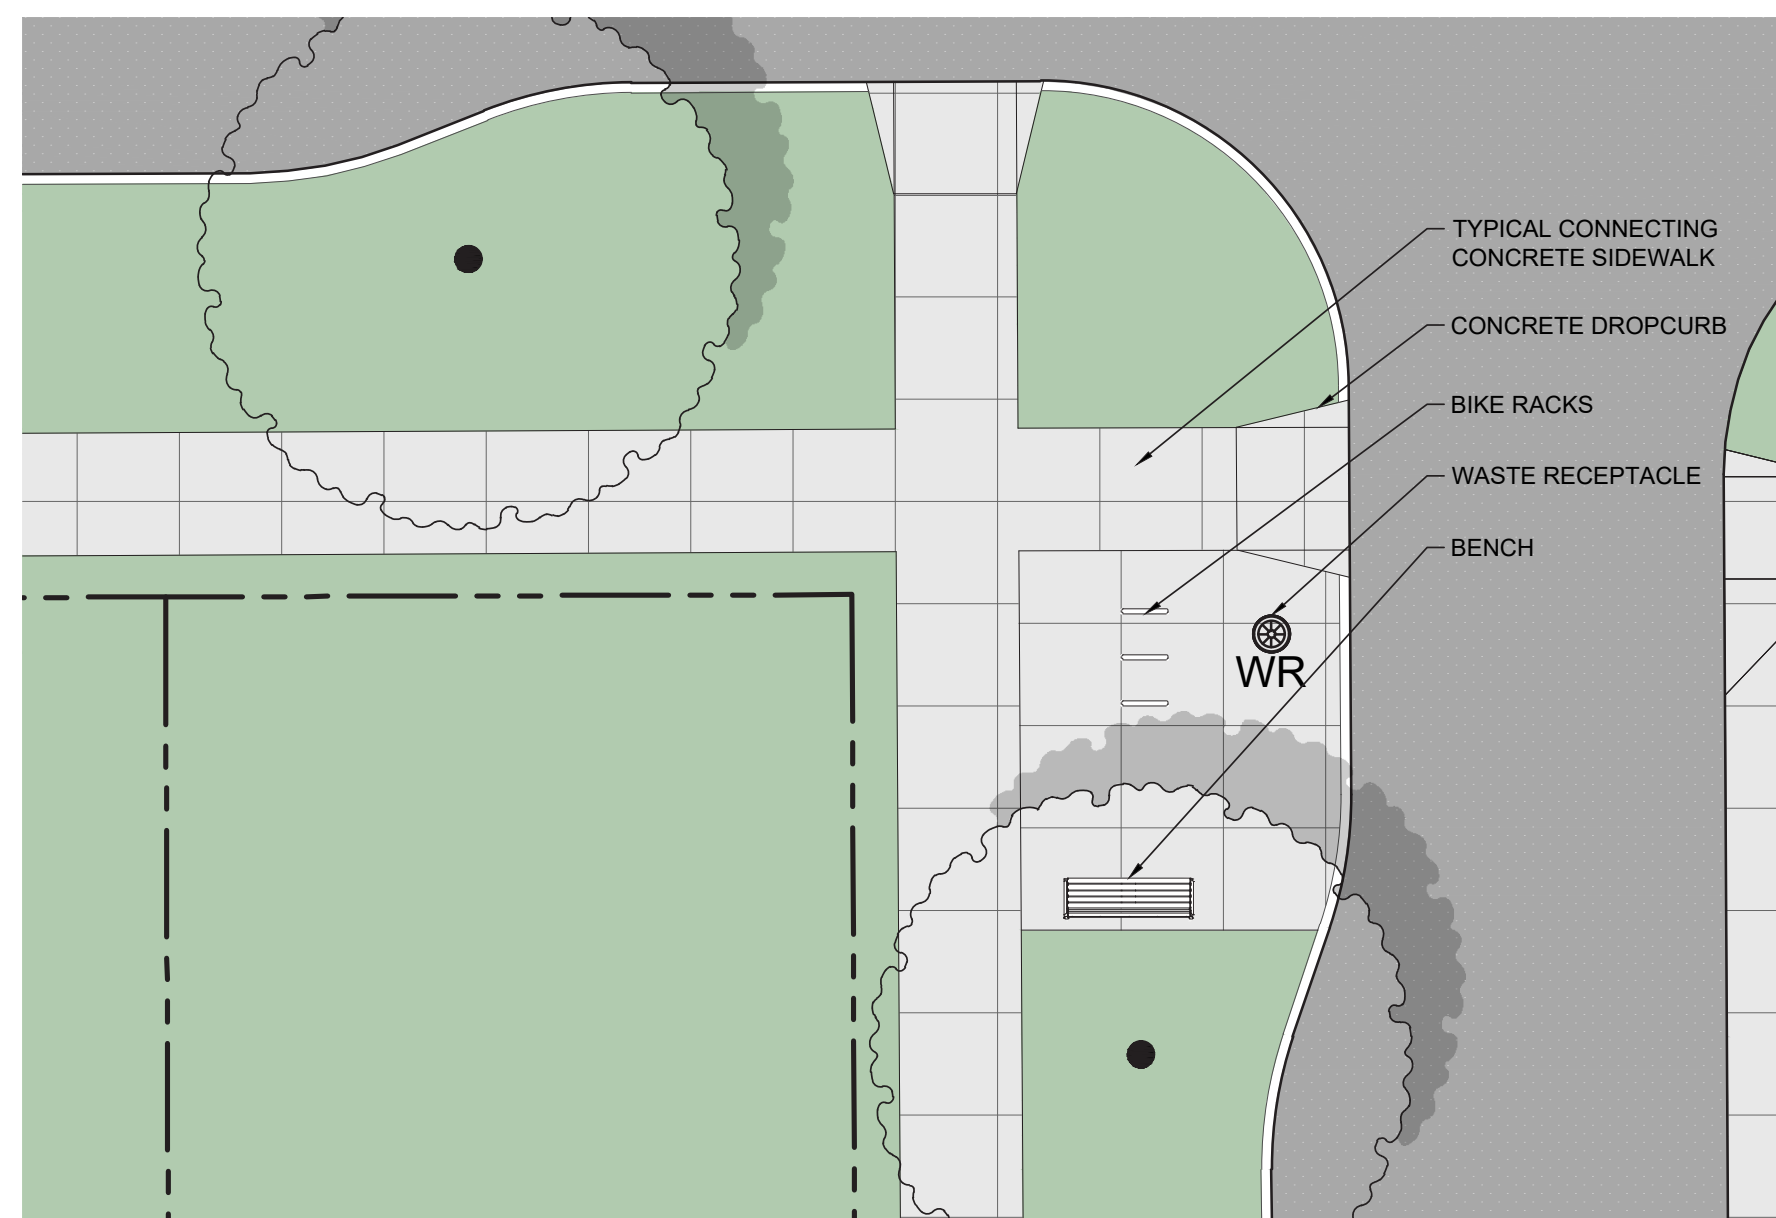 TYPICAL CONNECTING
CONCRETE SIDEWALK
CONCRETE DROPCURB
BIKE RACKS
WASTE RECEPTACLE
BENCH
WR